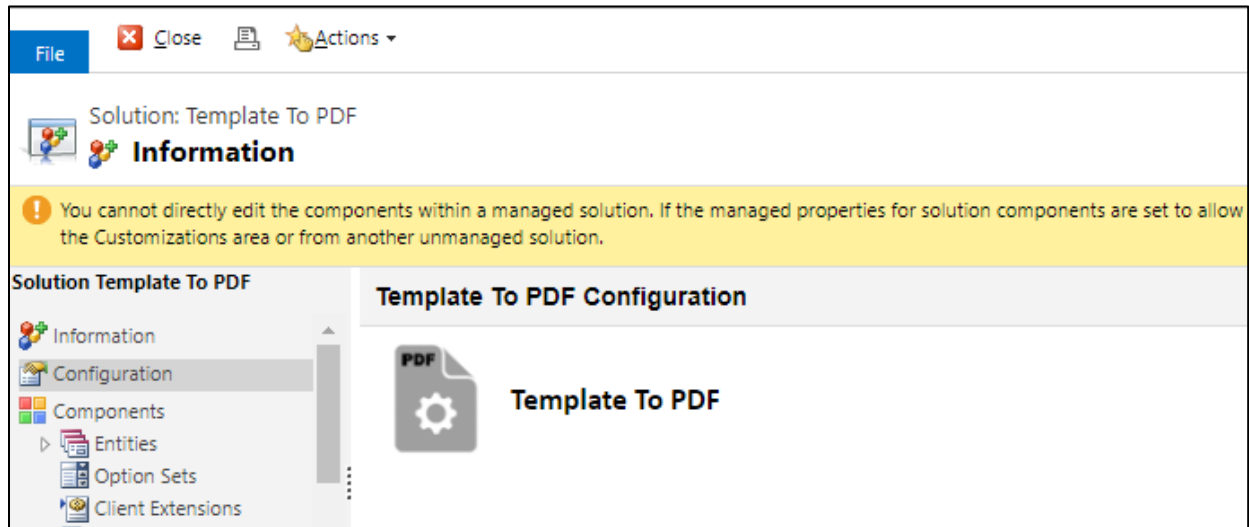 File
Close
Actions
Solution: Template To PDF
Information
You cannot directly edit the components within a managed solution. If the managed properties for solution components are set to allow
the Customizations area or from another unmanaged solution.
Solution Template To PDF
Information
Configuration
Components
Entities
Option Sets
Client Extensions
Template To PDF Configuration
PDF
Template To PDF